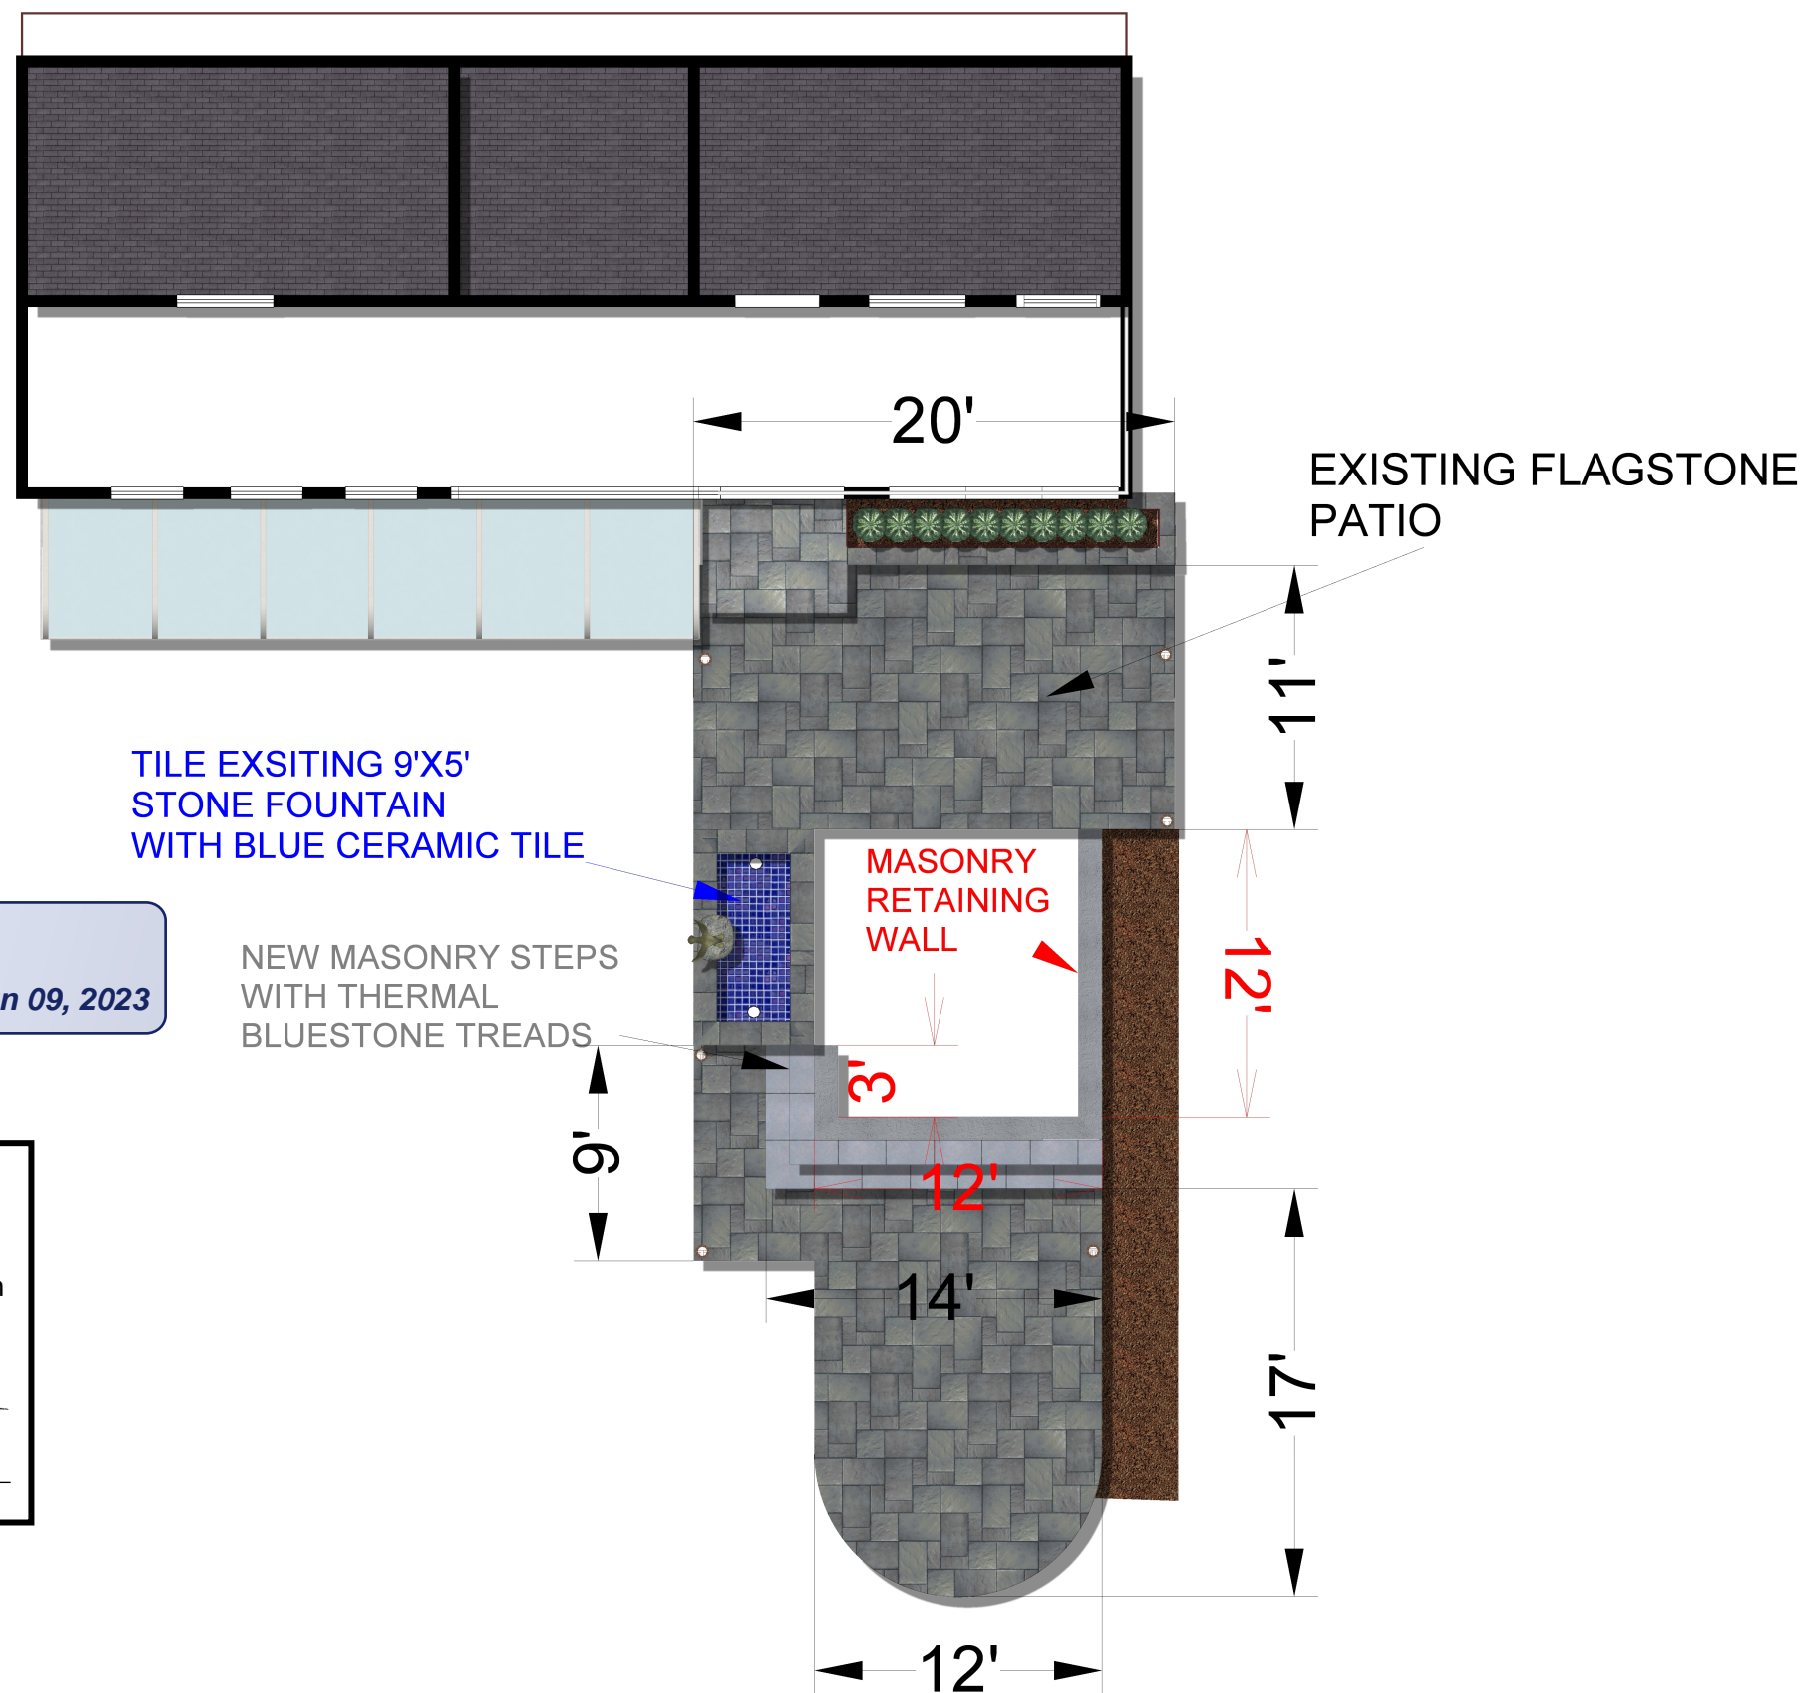 20'
EXISTING FLAGSTONE
PATIO
11'
TILE EXSITING 9'X5'
STONE FOUNTAIN
WITH BLUE CERAMIC TILE
MASONRY
RETAINING
WALL
12'
NEW MASONRY STEPS
WITH THERMAL
BLUESTONE TREADS
n 09, 2023
3'
9'
12'
14'
17'
12'